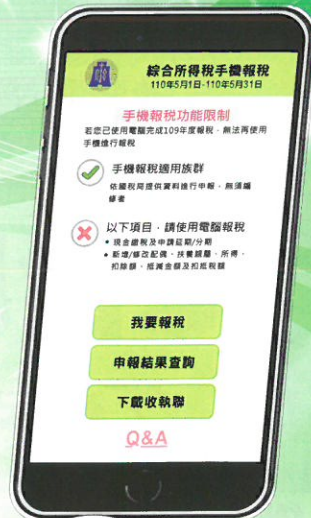 綜合所得稅手機報稅
110年5月1日-110年5月31日
手機報稅功能限制
若您已使用電腦完成109年度報稅，無法再使用
手機進行報稅
手機報稅適用族群
依國稅局提供資料進行申報，無須編
修者
以下項目，請使用電腦報稅
• 現金繳稅及申請延期/分期
• 新增/修改配偶、扶養親屬、所得、
扣除額、抵減金額及扣抵稅額
我要報稅
申報結果查詢
下載收執聯
Q&A